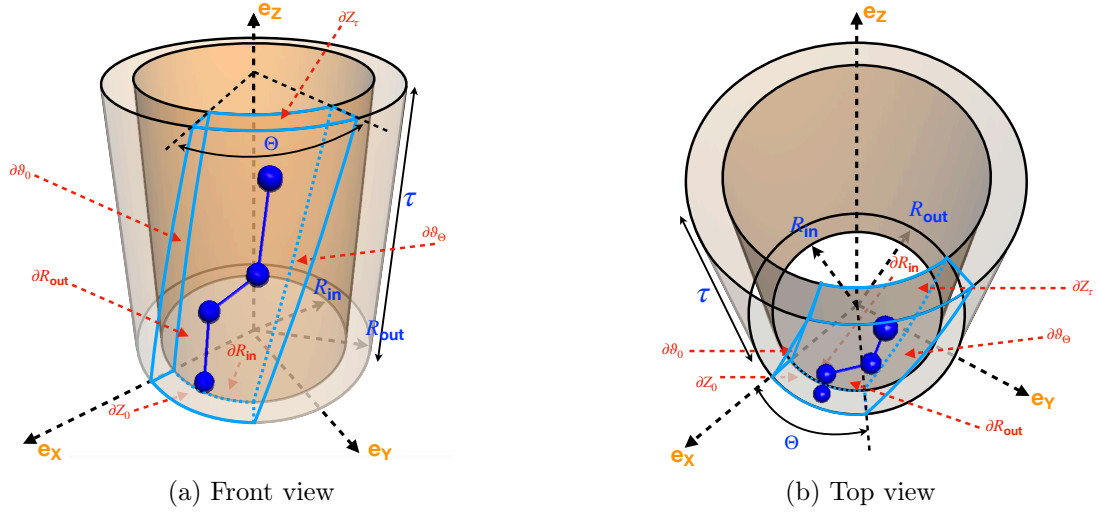 e_Z
∂Z_τ
Θ
∂ϑ_0
τ
∂ϑ_Θ
∂R_out
R_in
R_out
∂R_in
∂Z_0
e_X
e_Y
(a) Front view
e_Z
R_in
R_out
∂R_in
τ
∂Z_τ
∂ϑ_0
∂ϑ_Θ
∂Z_0
e_Y
∂R_out
Θ
e_X
(b) Top view